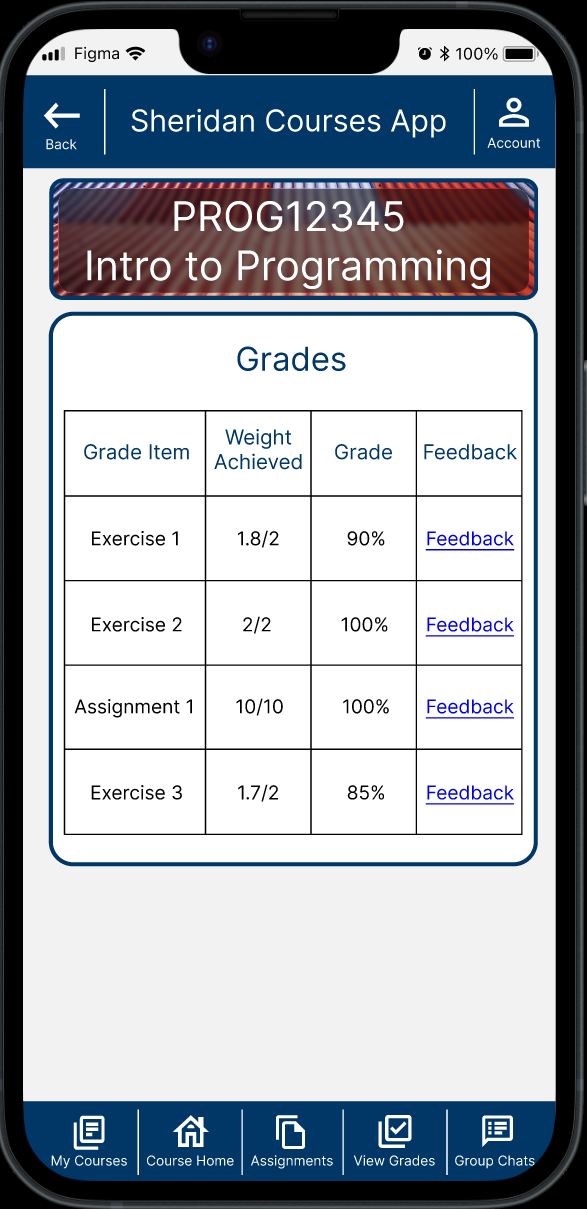 Figma 100%
Back Sheridan Courses App Account
PROG12345
Intro to Programming
Grades
Grade Item Weight Achieved Grade Feedback
Exercise 1 1.8/2 90% Feedback
Exercise 2 2/2 100% Feedback
Assignment 1 10/10 100% Feedback
Exercise 3 1.7/2 85% Feedback
My Courses Course Home Assignments View Grades Group Chats